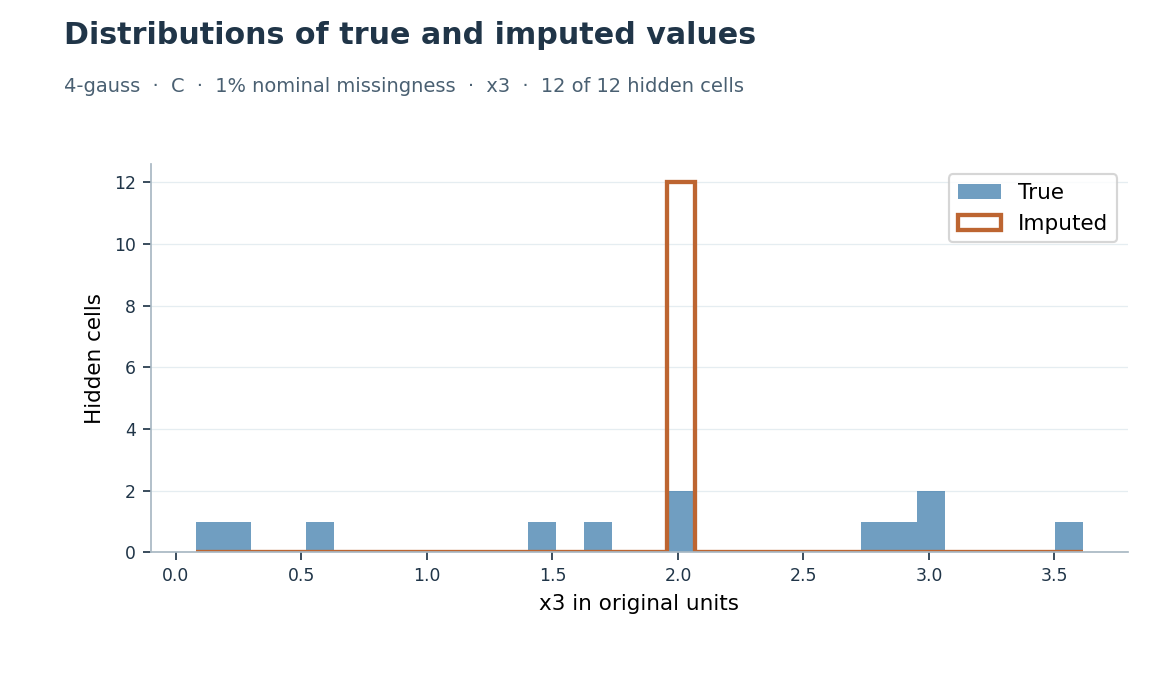 Distributions of true and imputed values
4-gauss · C · 1% nominal missingness · x3 · 12 of 12 hidden cells
True
Imputed
Hidden cells
12
10
8
6
4
2
0
0.0 0.5 1.0 1.5 2.0 2.5 3.0 3.5
x3 in original units